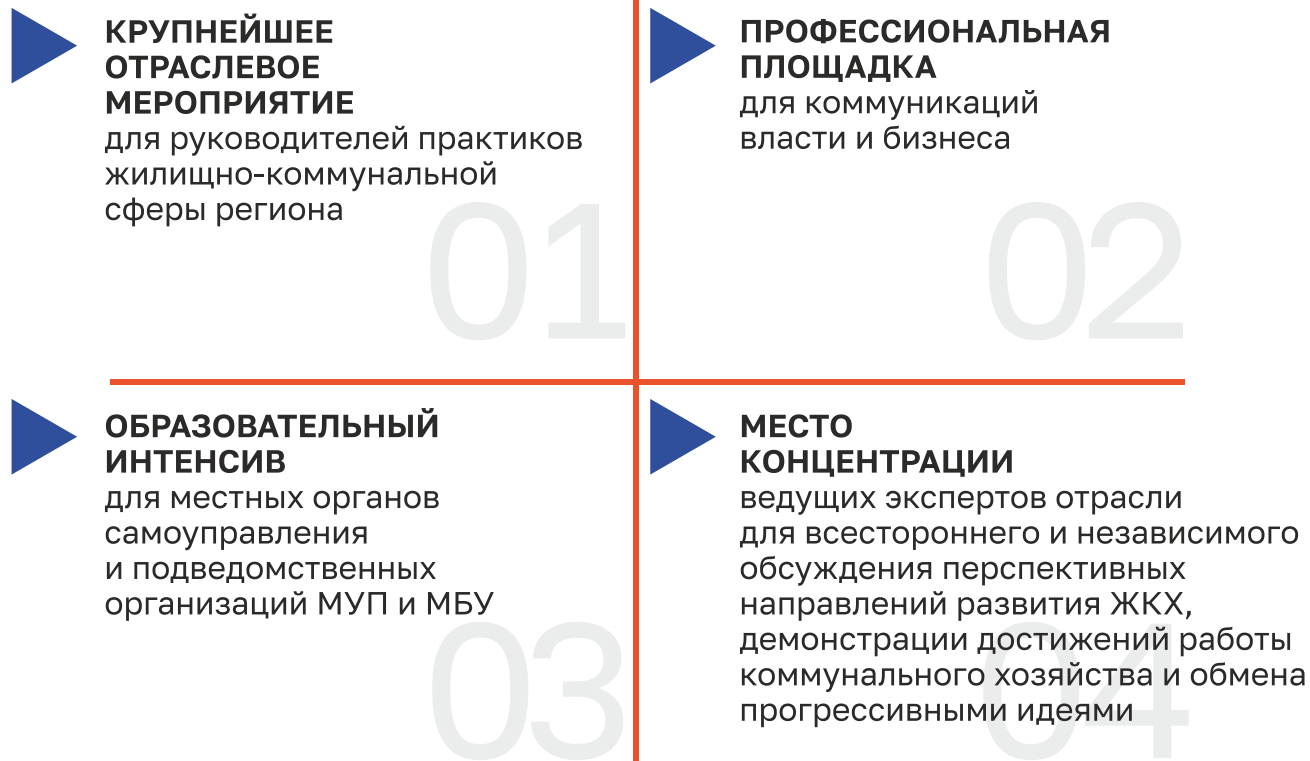 КРУПНЕЙШЕЕ
ОТРАСЛЕВОЕ
МЕРОПРИЯТИЕ
для руководителей практиков
жилищно-коммунальной
сферы региона
01
ПРОФЕССИОНАЛЬНАЯ
ПЛОЩАДКА
для коммуникаций
власти и бизнеса
02
ОБРАЗОВАТЕЛЬНЫЙ
ИНТЕНСИВ
для местных органов
самоуправления
и подведомственных
организаций МУП и МБУ
03
МЕСТО
КОНЦЕНТРАЦИИ
ведущих экспертов отрасли
для всестороннего и независимого
обсуждения перспективных
направлений развития ЖКХ,
демонстрации достижений работы
коммунального хозяйства и обмена
прогрессивными идеями
04